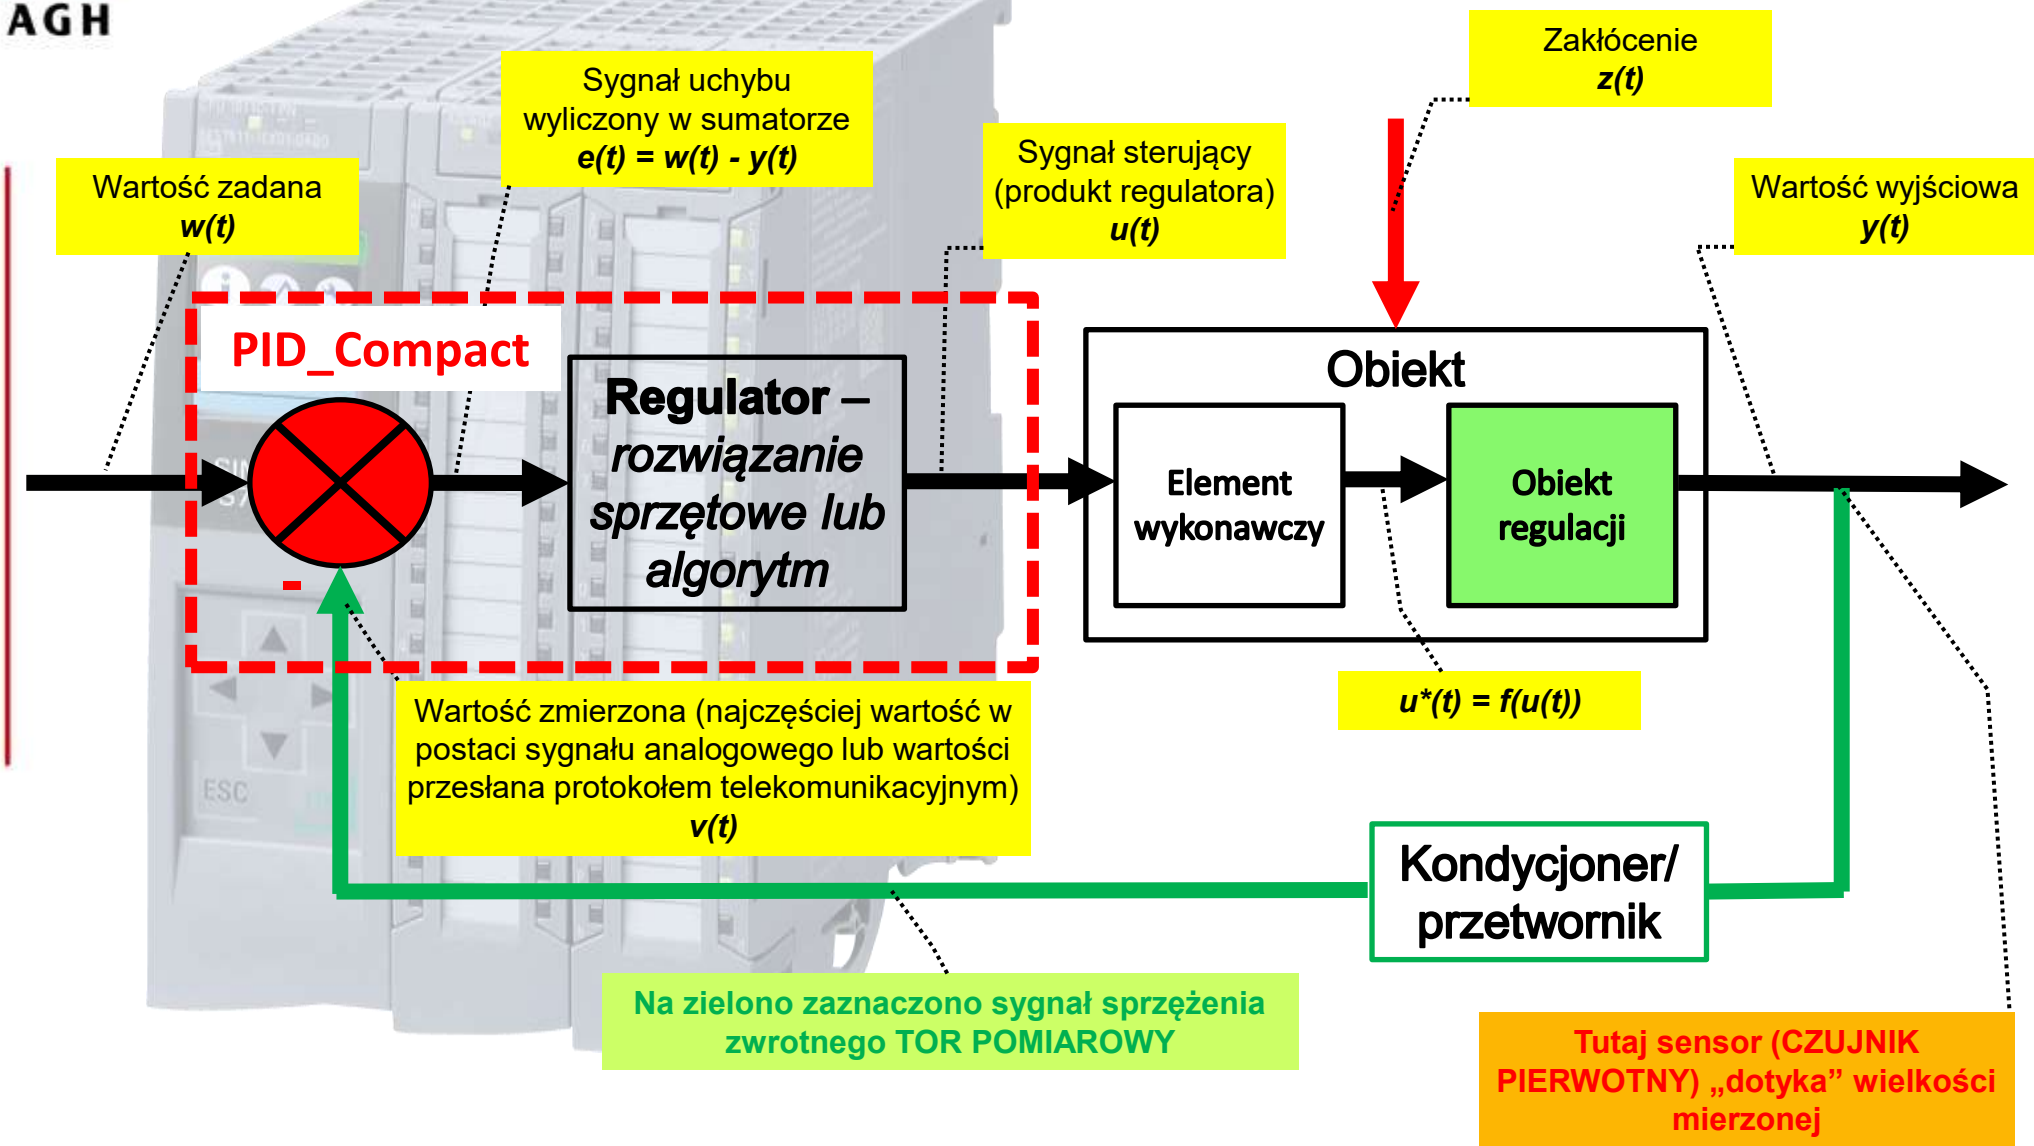 AGH
Zakłócenie
z(t)
Sygnał uchybu
wyliczony w sumatorze
e(t) = w(t) - y(t)
Sygnał sterujący
(produkt regulatora)
u(t)
Wartość zadana
w(t)
Wartość wyjściowa
y(t)
PID_Compact
Regulator –
rozwiązanie
sprzętowe lub
algorytm
Obiekt
Element
wykonawczy
Obiekt
regulacji
-
u*(t) = f(u(t))
Wartość zmierzona (najczęściej wartość w
postaci sygnału analogowego lub wartości
przesłana protokołem telekomunikacyjnym)
v(t)
ESC
Kondycjoner/
przetwornik
Na zielono zaznaczono sygnał sprzężenia
zwrotnego TOR POMIAROWY
Tutaj sensor (CZUJNIK
PIERWOTNY) „dotyka” wielkości
mierzonej